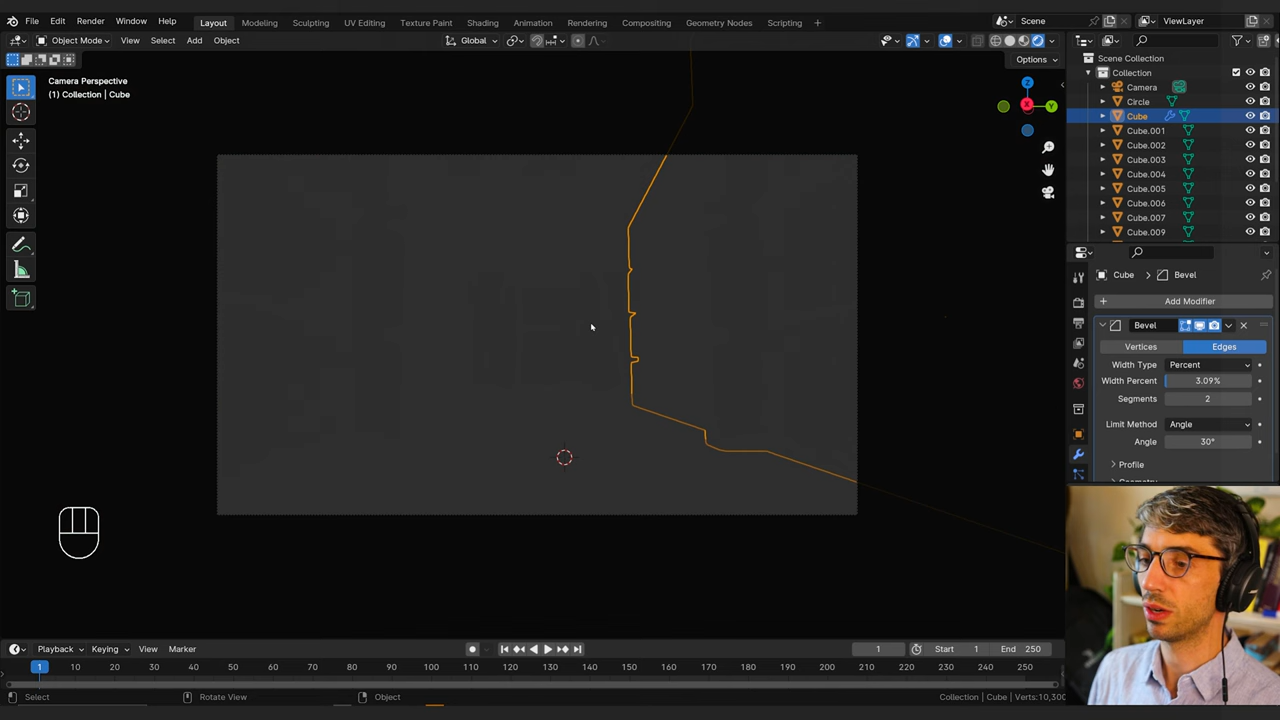 File Edit Render Window Help Layout Modeling Sculpting UV Editing Texture Paint Shading Animation Rendering Compositing Geometry Nodes Scripting + Scene ViewLayer
Object Mode View Select Add Object Global
Options
Camera Perspective
(1) Collection | Cube
Z
X
Y
Scene Collection
Collection
Camera
Circle
Cube
Cube.001
Cube.002
Cube.003
Cube.004
Cube.005
Cube.006
Cube.007
Cube.009
Cube > Bevel
+ Add Modifier
Bevel
Vertices Edges
Width Type Percent
Width Percent 3.09%
Segments 2
Limit Method Angle
Angle 30°
Profile
Playback Keying View Marker 1 Start 1 End 250
1 10 20 30 40 50 60 70 80 90 100 110 120 130 140 150 160 170 180 190 200 210 220 230 240 250
Select Rotate View Object Collection | Cube | Verts:10,300